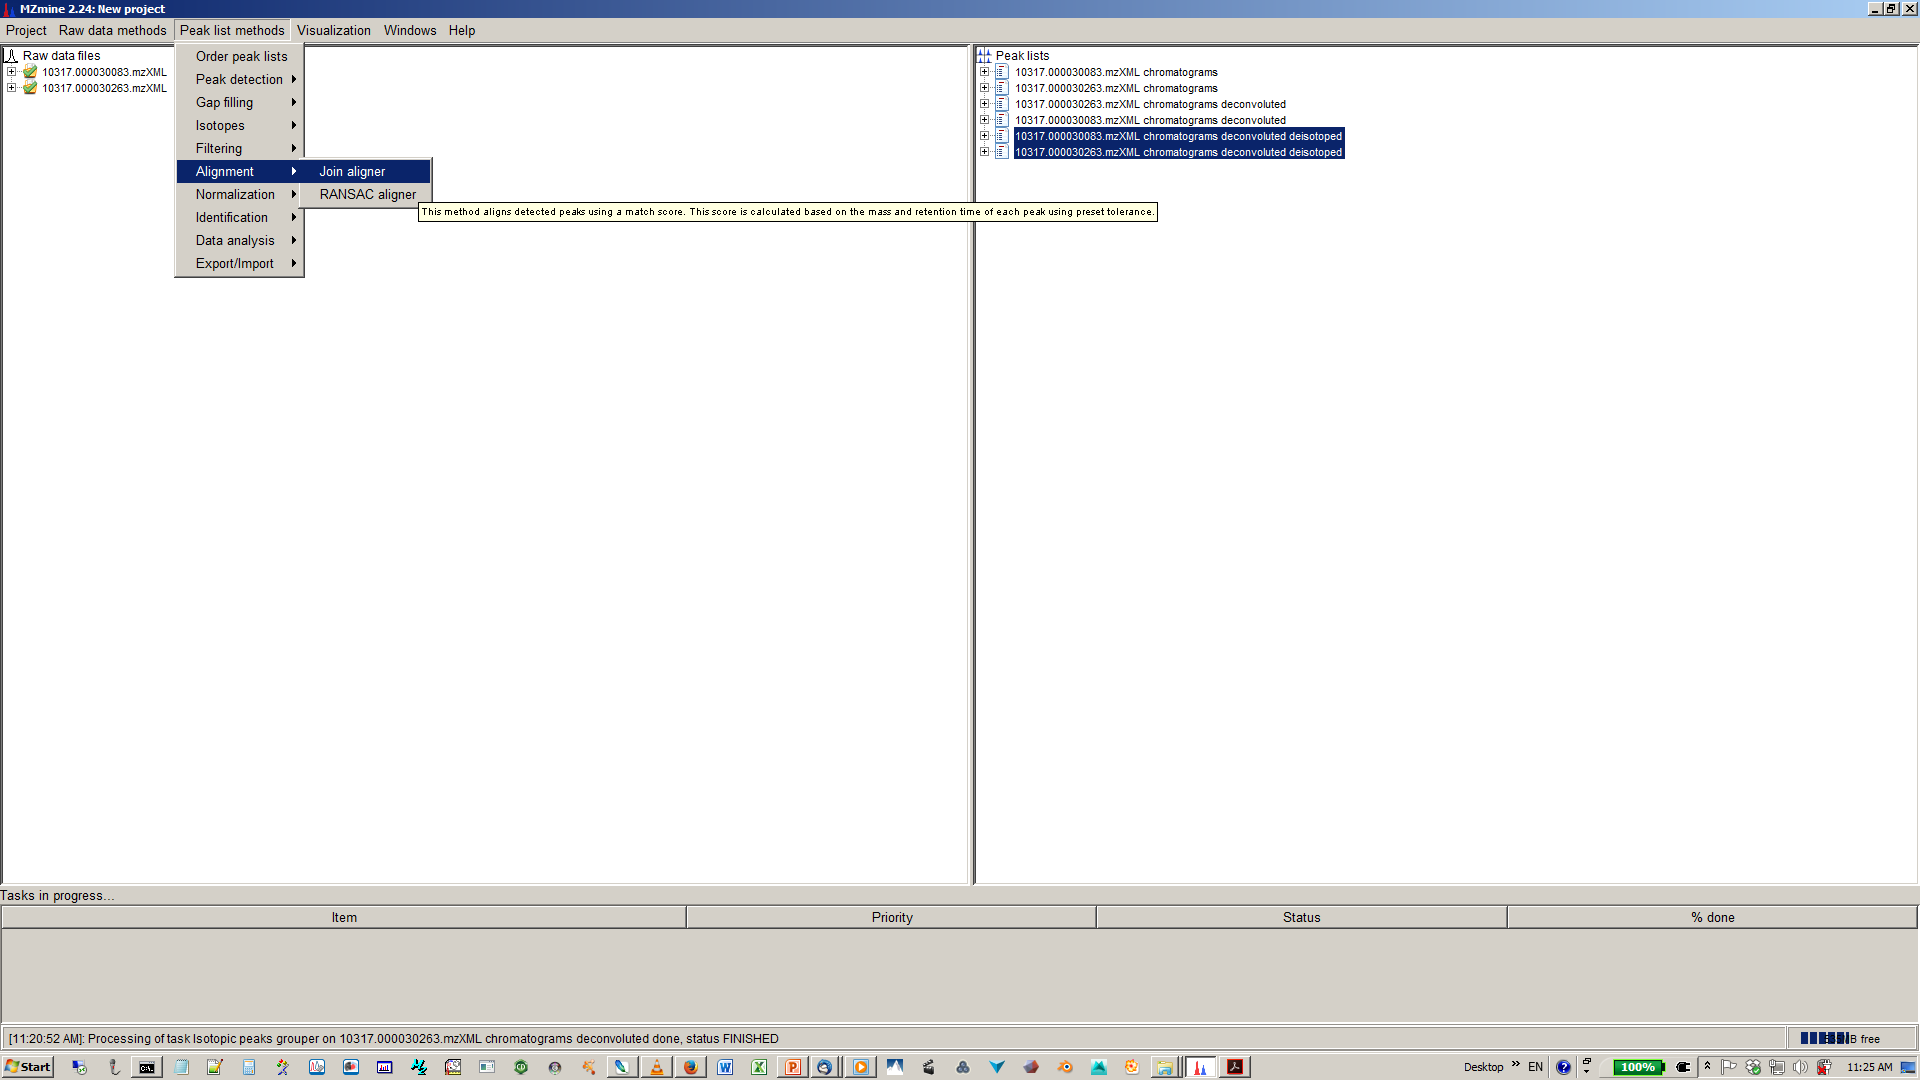 MZmine 2.24: New project
Project Raw data methods Peak list methods Visualization Windows Help
Raw data files
10317.000030083.mzXML
10317.000030263.mzXML
Order peak lists
Peak detection
Gap filling
Isotopes
Filtering
Alignment
Normalization
Identification
Data analysis
Export/Import
Join aligner
RANSAC aligner
This method aligns detected peaks using a match score. This score is calculated based on the mass and retention time of each peak using preset tolerance.
Peak lists
10317.000030083.mzXML chromatograms
10317.000030263.mzXML chromatograms
10317.000030263.mzXML chromatograms deconvoluted
10317.000030083.mzXML chromatograms deconvoluted
10317.000030083.mzXML chromatograms deconvoluted deisotoped
10317.000030263.mzXML chromatograms deconvoluted deisotoped
Tasks in progress...
Item Priority Status % done
[11:20:52 AM]: Processing of task Isotopic peaks grouper on 10317.000030263.mzXML chromatograms deconvoluted done, status FINISHED
free
Start Desktop EN 100% 11:25 AM